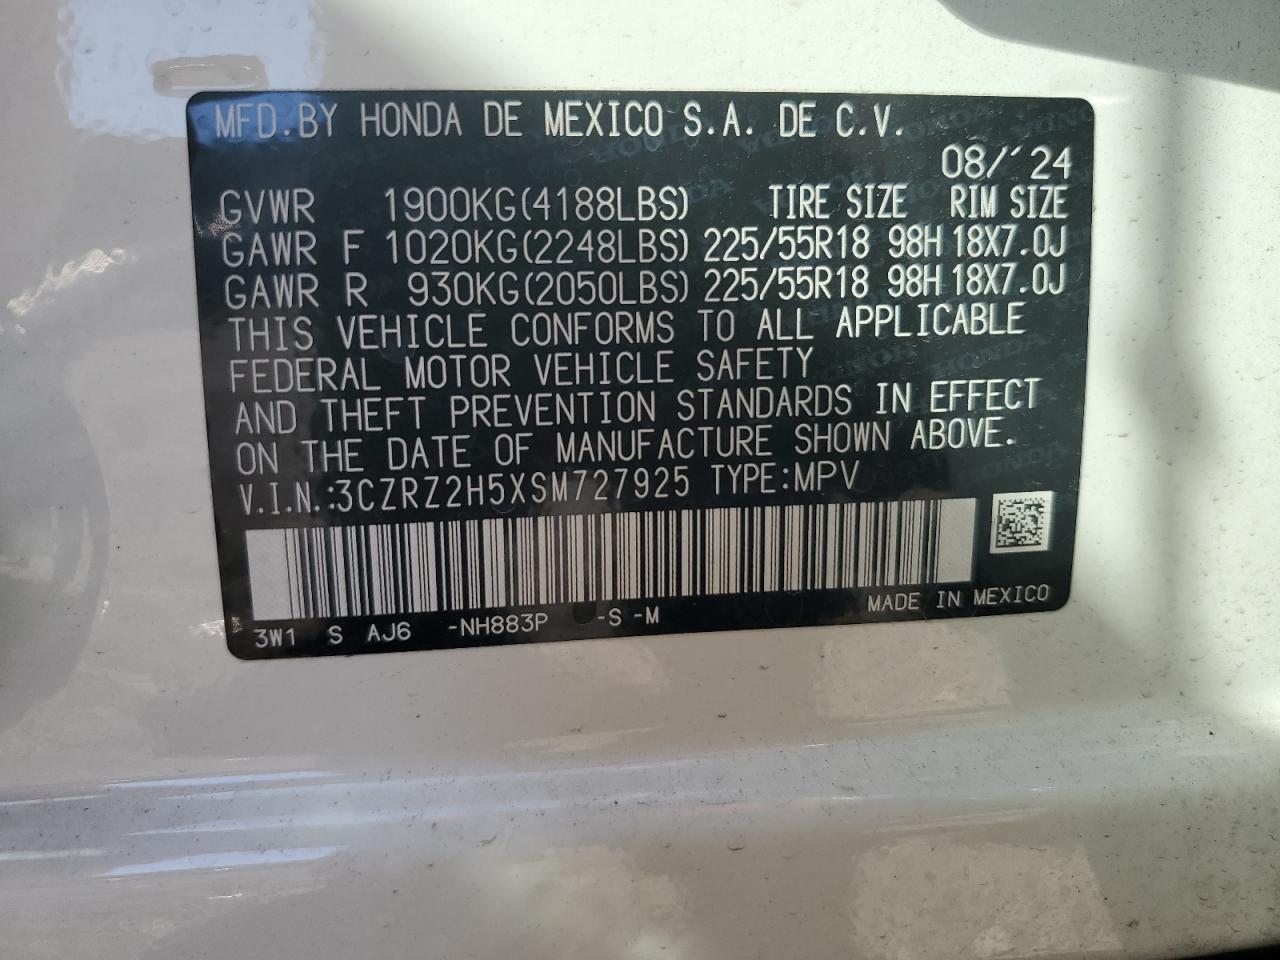 MFD.BY HONDA DE MEXICO S.A. DE C.V.
08/´24
GVWR 1900KG(4188LBS) TIRE SIZE RIM SIZE
GAWR F 1020KG(2248LBS) 225/55R18 98H 18X7.0J
GAWR R 930KG(2050LBS) 225/55R18 98H 18X7.0J
THIS VEHICLE CONFORMS TO ALL APPLICABLE
FEDERAL MOTOR VEHICLE SAFETY
AND THEFT PREVENTION STANDARDS IN EFFECT
ON THE DATE OF MANUFACTURE SHOWN ABOVE.
V.I.N.:3CZRZ2H5XSM727925 TYPE:MPV
3W1 S AJ6 -NH883P -S -M MADE IN MEXICO